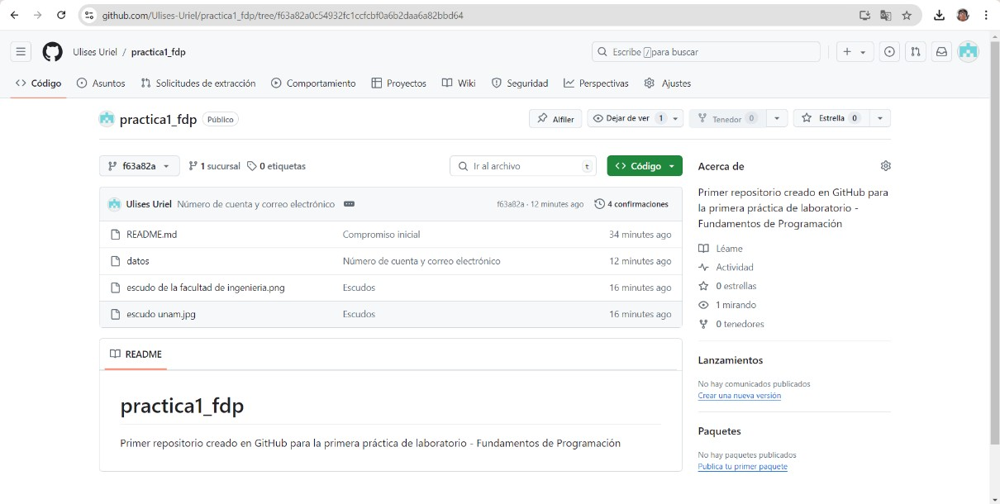 github.com/Ulises-Uriel/practica1_fdp/tree/f63a82a0c54932fc1ccfcbf0a6b2daa6a82bbd64
Ulises Uriel / practica1_fdp
Escribe / para buscar
Código Asuntos Solicitudes de extracción Comportamiento Proyectos Wiki Seguridad Perspectivas Ajustes
practica1_fdp Público
Alfiler Dejar de ver 1 Tenedor 0 Estrella 0
f63a82a 1 sucursal 0 etiquetas
Ir al archivo t
Código
Ulises Uriel Número de cuenta y correo electrónico f63a82a · 12 minutes ago 4 confirmaciones
README.md Compromiso inicial 34 minutes ago
datos Número de cuenta y correo electrónico 12 minutes ago
escudo de la facultad de ingenieria.png Escudos 16 minutes ago
escudo unam.jpg Escudos 16 minutes ago
README
practica1_fdp
Primer repositorio creado en GitHub para la primera práctica de laboratorio - Fundamentos de Programación
Acerca de
Primer repositorio creado en GitHub para
la primera práctica de laboratorio -
Fundamentos de Programación
Léame
Actividad
0 estrellas
1 mirando
0 tenedores
Lanzamientos
No hay comunicados publicados
Crear una nueva versión
Paquetes
No hay paquetes publicados
Publica tu primer paquete